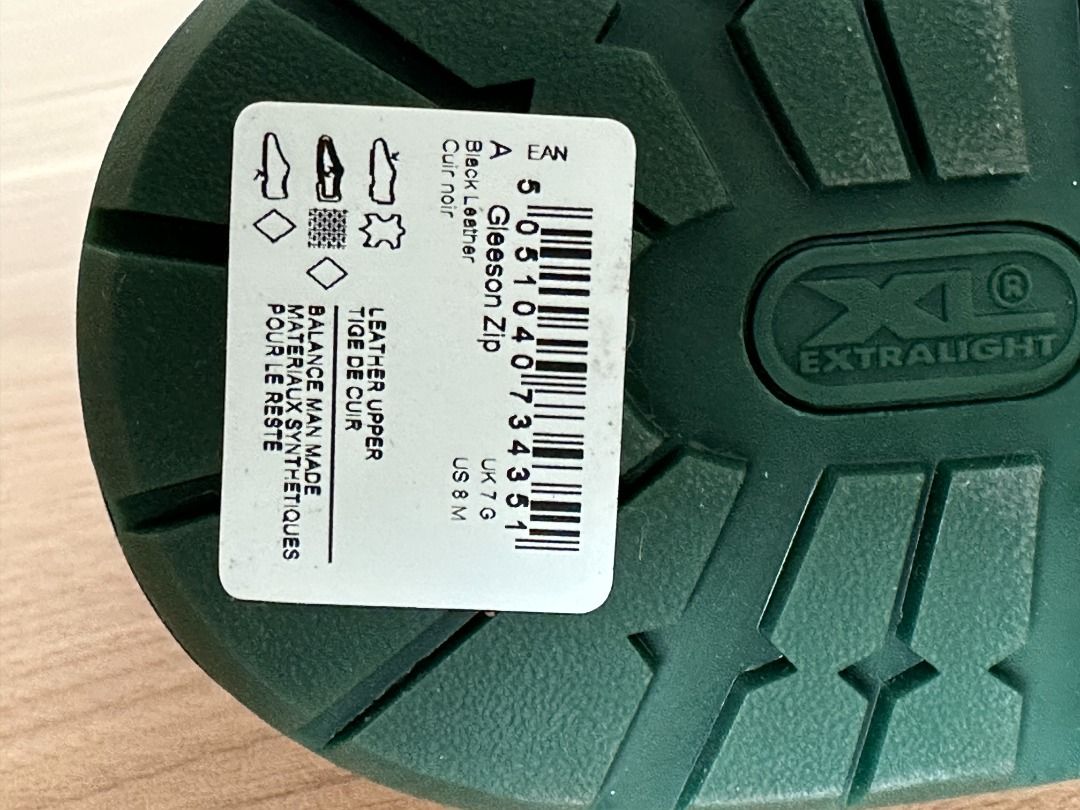 EAN
5 051040 734351
A Gleeson Zip UK 7 G
Black Leather US 8 M
Cuir noir
LEATHER UPPER
TIGE DE CUIR
BALANCE MAN MADE
MATERIAUX SYNTHETIQUES
POUR LE RESTE
XL®
EXTRALIGHT